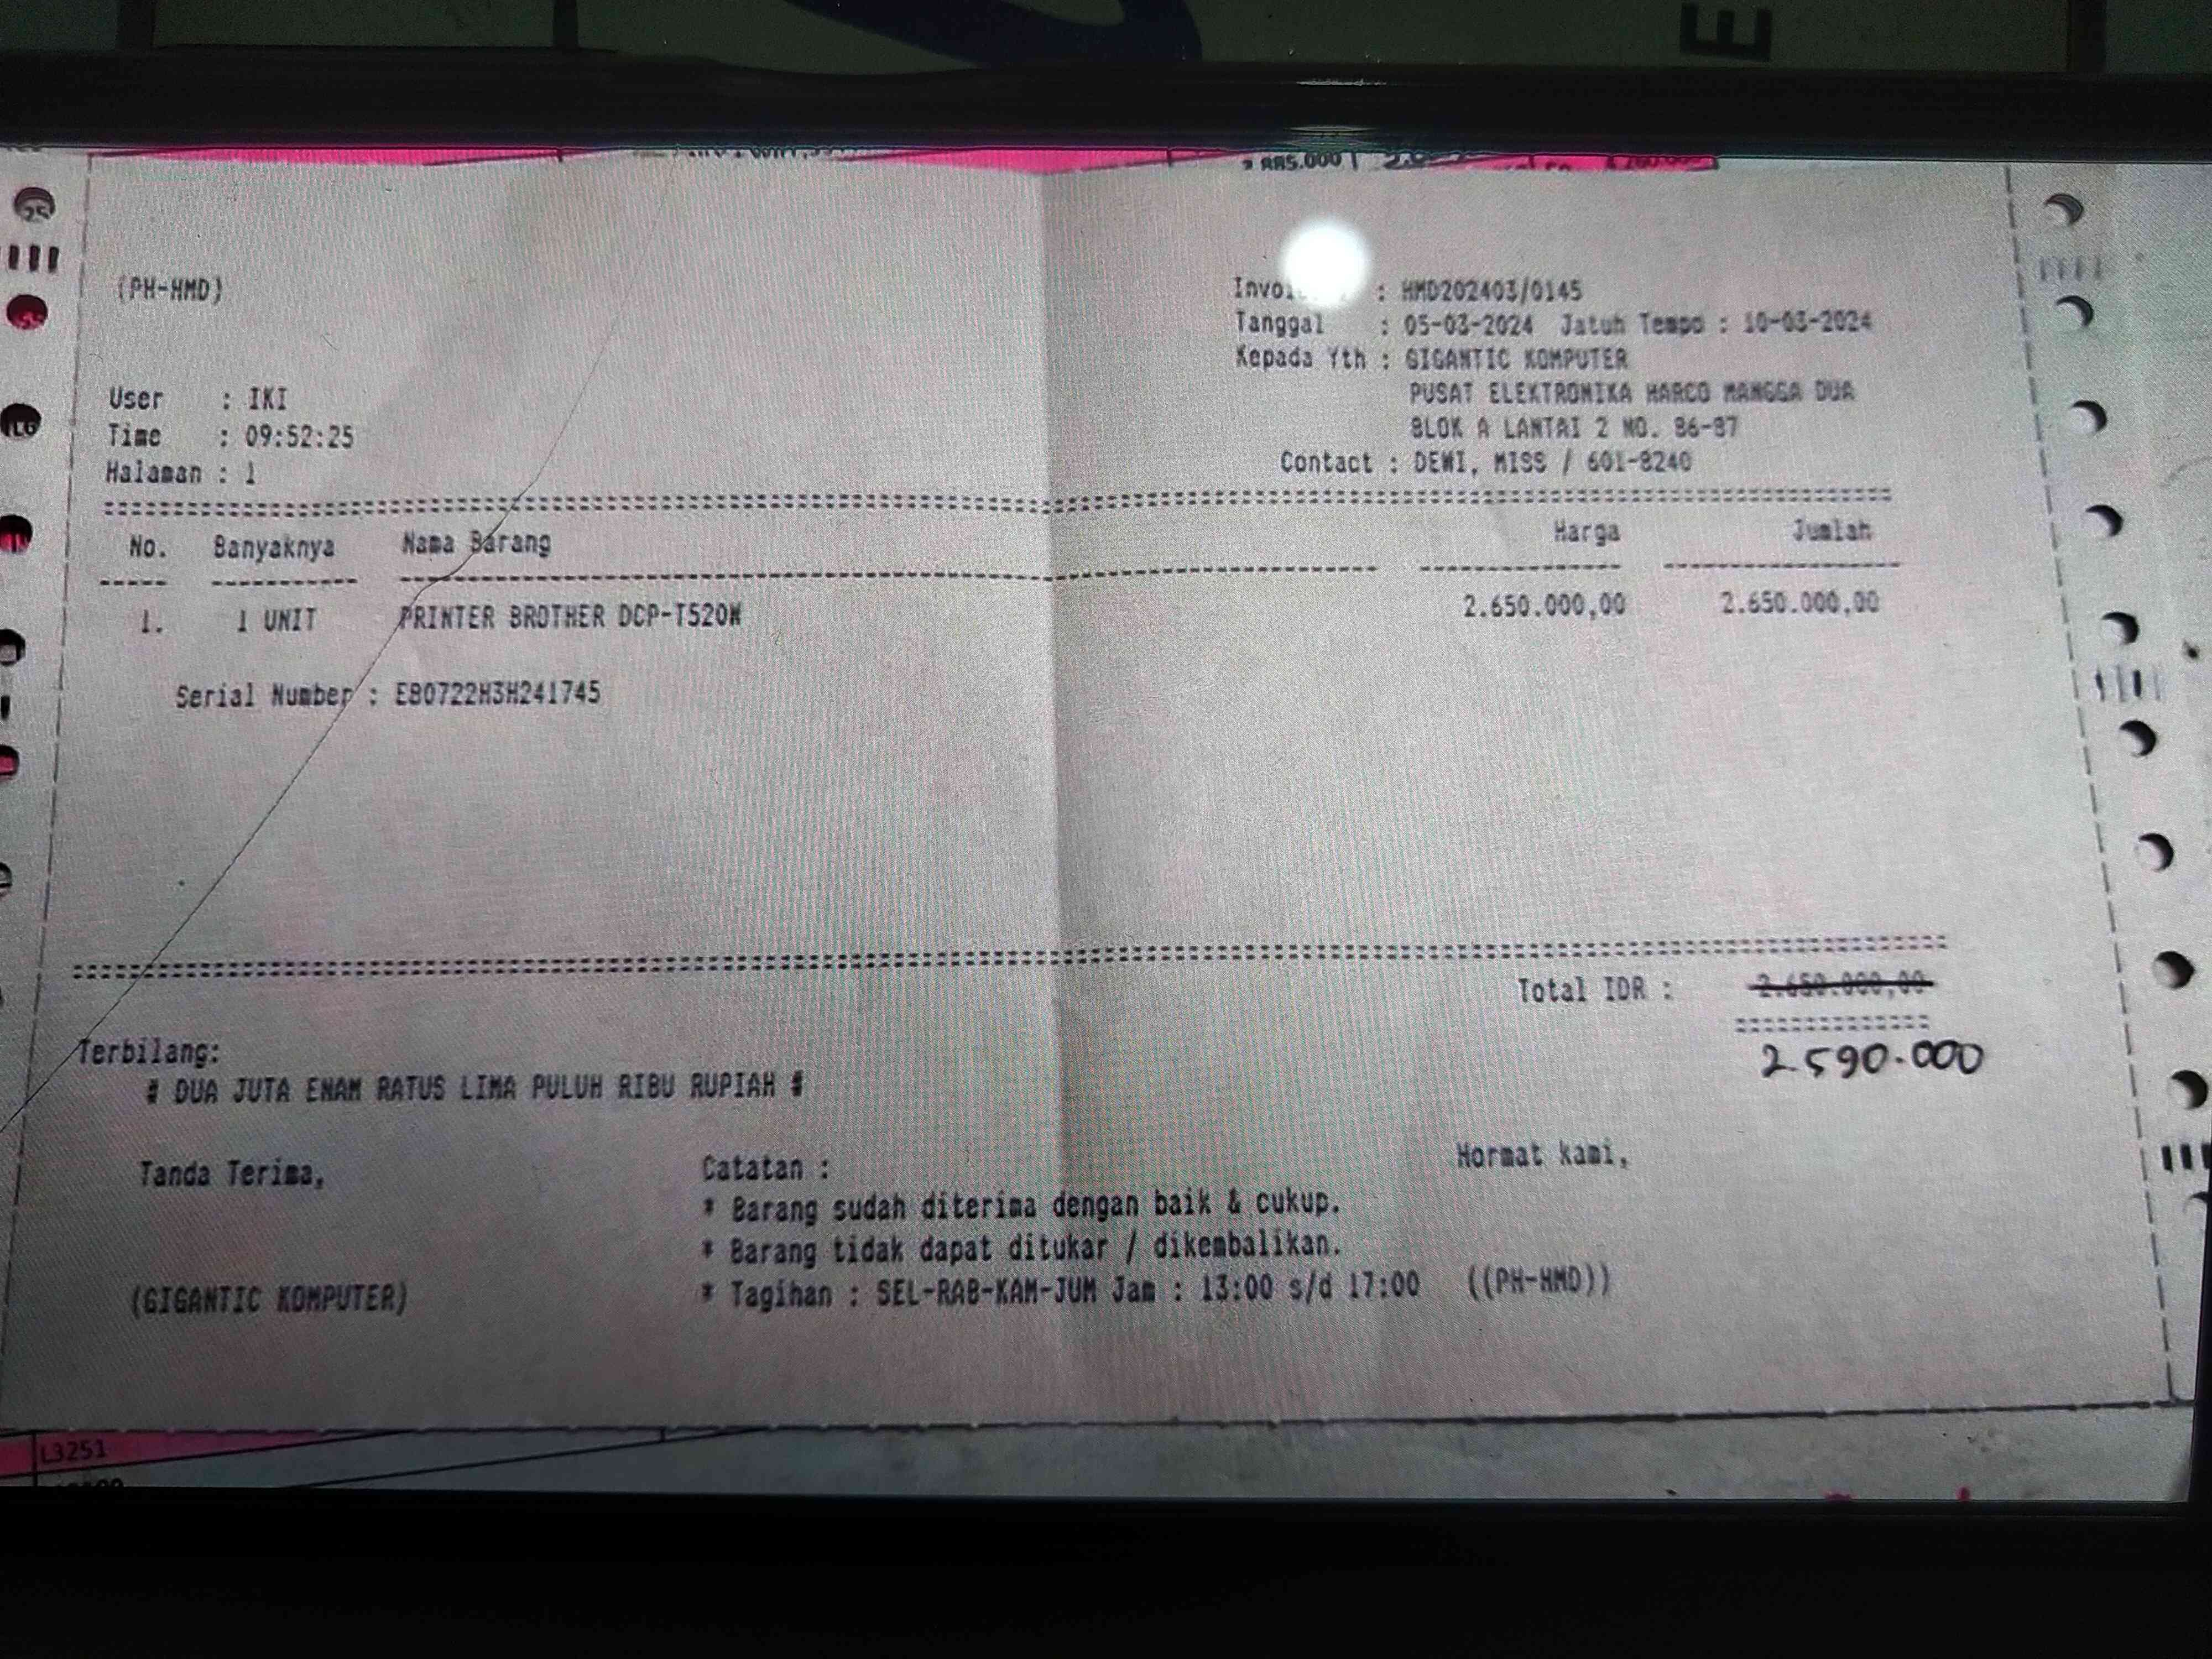 E
(PH-HMD)
: HMD202403/0145
Tanggal : 05-03-2024 Jatuh Tempo : 10-03-2024
Kepada Yth : GIGANTIC KOMPUTER
PUSAT ELEKTRONIKA HARCO MANGGA DUA
BLOK A LANTAI 2 NO. 86-87
Contact : DEWI, MISS / 601-8240
User : IKI
Time : 09:52:25
Halaman : 1
No. Banyaknya Nama Barang Harga Jumlah
1. 1 UNIT PRINTER BROTHER DCP-T520W 2.650.000,00 2.650.000,00
Serial Number : E80722H3H241745
Total IDR : 2.650.000,00
2.590.000
Terbilang:
# DUA JUTA ENAM RATUS LIMA PULUH RIBU RUPIAH #
Tanda Terima,
(GIGANTIC KOMPUTER)
Catatan :
* Barang sudah diterima dengan baik & cukup.
* Barang tidak dapat ditukar / dikembalikan.
* Tagihan : SEL-RAB-KAM-JUM Jam : 13:00 s/d 17:00
Hormat kami,
((PH-HMD))
L3251